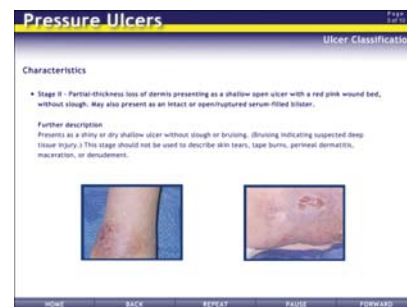 Pressure Ulcers
Page
5 of 10
Ulcer Classificatio
Characteristics
• Stage II - Partial-thickness loss of dermis presenting as a shallow open ulcer with a red pink wound bed,
without slough. May also present as an intact or open/ruptured serum-filled blister.
Further description
Presents as a shiny or dry shallow ulcer without slough or bruising. (Bruising indicating suspected deep
tissue injury.) This stage should not be used to describe skin tears, tape burns, perineal dermatitis,
maceration, or denudement.
HOME BACK REPEAT PAUSE FORWARD